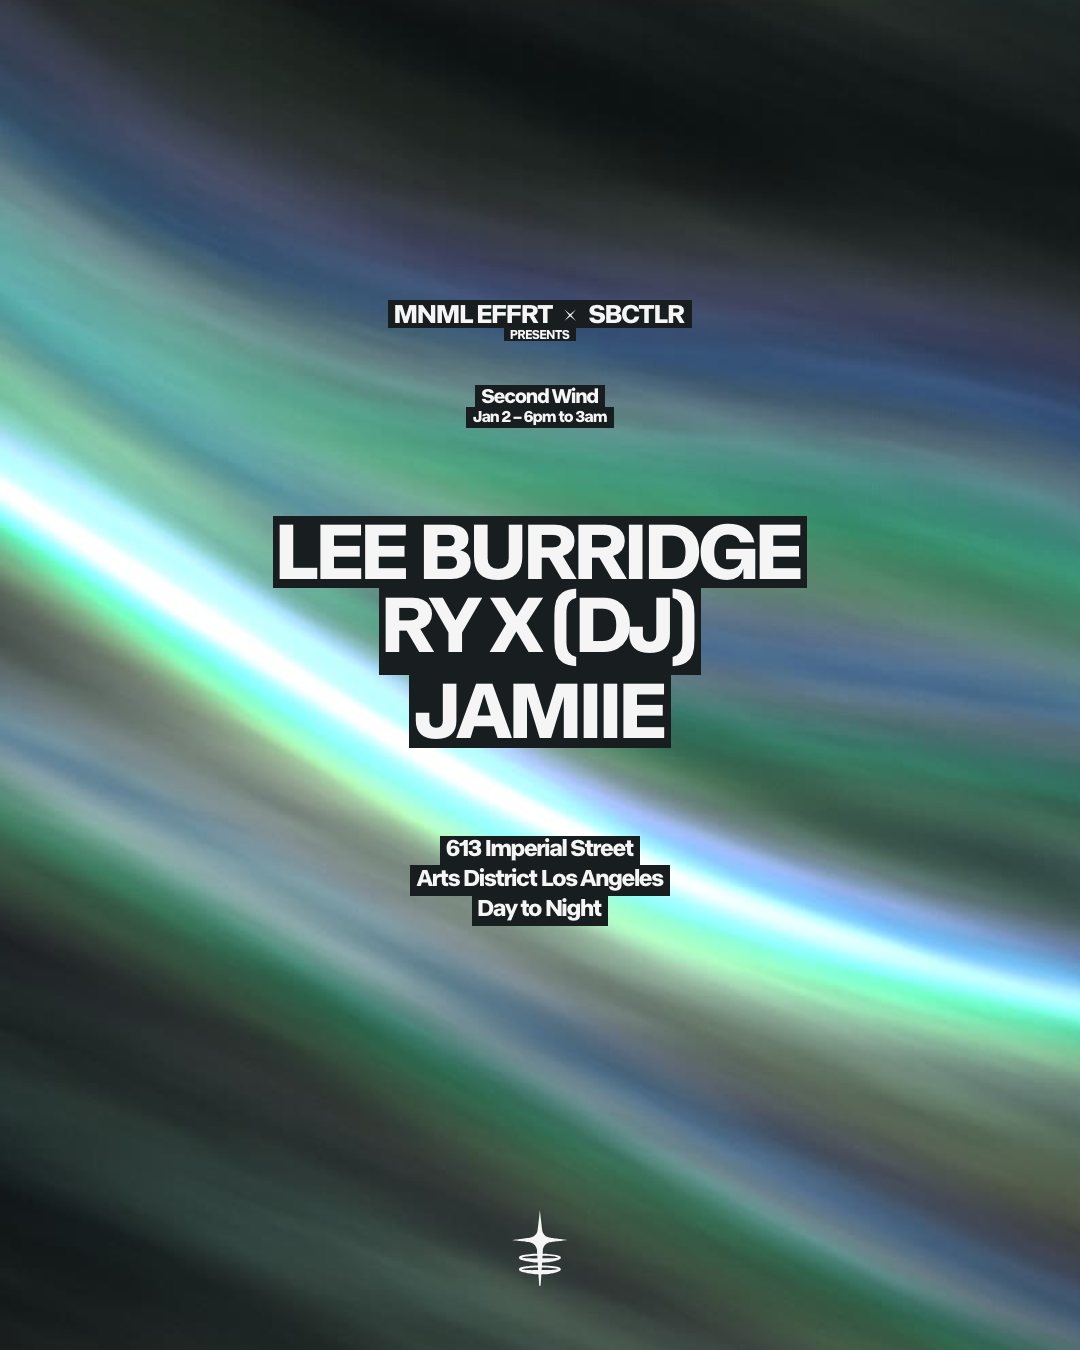 MNML EFFRT × SBCTLR
PRESENTS
Second Wind
Jan 2 – 6pm to 3am
LEE BURRIDGE
RY X (DJ)
JAMIIE
613 Imperial Street
Arts District Los Angeles
Day to Night